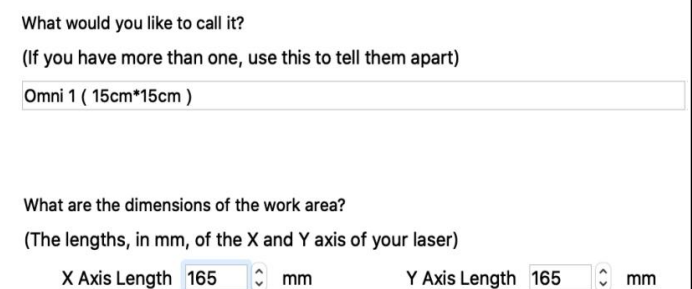 What would you like to call it?
(If you have more than one, use this to tell them apart)
Omni 1 ( 15cm*15cm )
What are the dimensions of the work area?
(The lengths, in mm, of the X and Y axis of your laser)
X Axis Length 165 mm Y Axis Length 165 mm